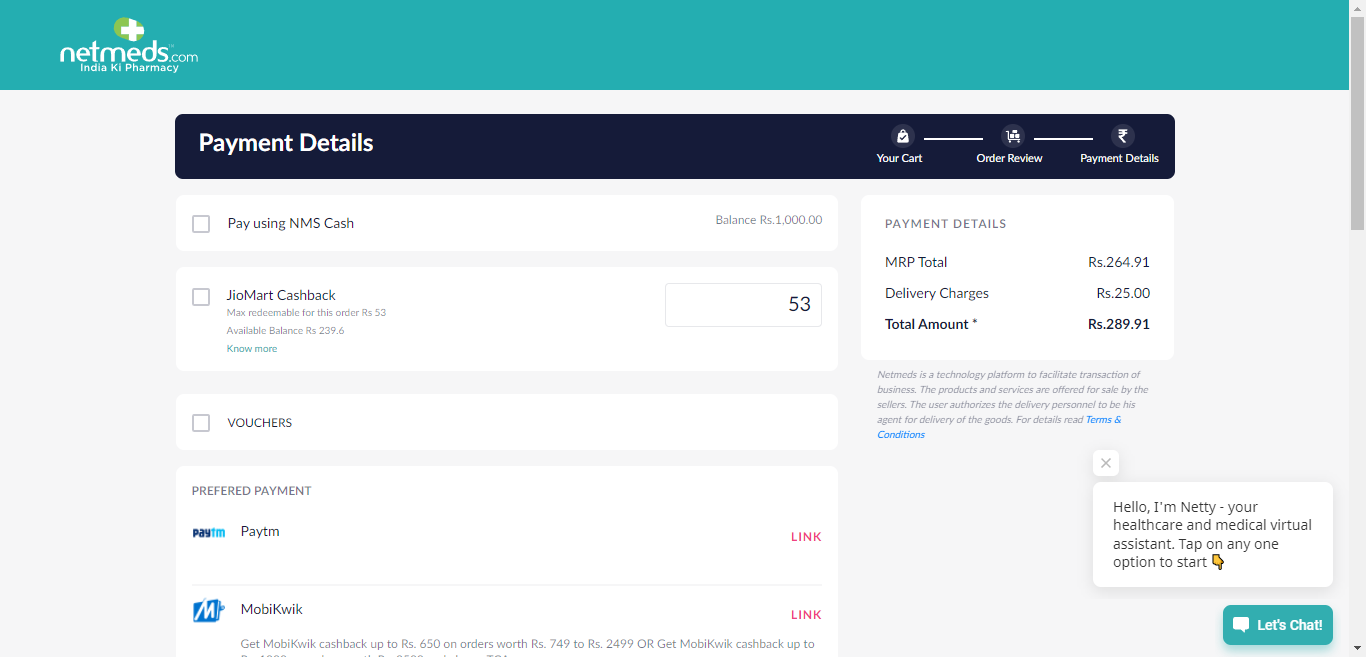 netmeds.com
India Ki Pharmacy
Payment Details
Your Cart
Order Review
Payment Details
Pay using NMS Cash
Balance Rs.1,000.00
JioMart Cashback
Max redeemable for this order Rs 53
Available Balance Rs 239.6
Know more
53
VOUCHERS
PREFERED PAYMENT
Paytm
Paytm
LINK
MobiKwik
LINK
Get MobiKwik cashback up to Rs. 650 on orders worth Rs. 749 to Rs. 2499 OR Get MobiKwik cashback up to
PAYMENT DETAILS
MRP Total Rs.264.91
Delivery Charges Rs.25.00
Total Amount * Rs.289.91
Netmeds is a technology platform to facilitate transaction of
business. The products and services are offered for sale by the
sellers. The user authorizes the delivery personnel to be his
agent for delivery of the goods. For details read Terms &
Conditions
Hello, I'm Netty - your
healthcare and medical virtual
assistant. Tap on any one
option to start 👇
Let's Chat!